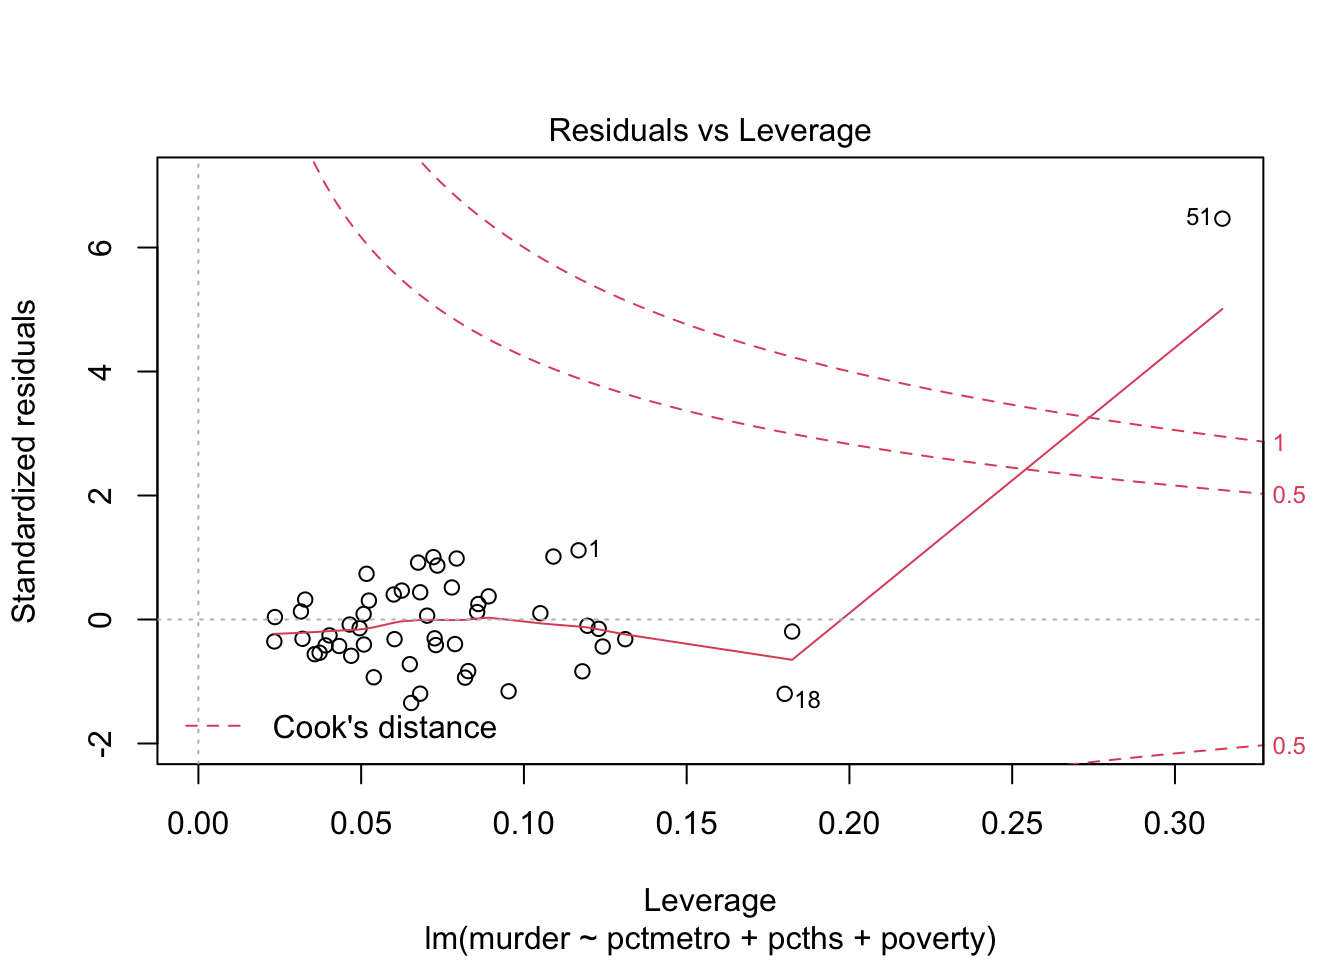 Residuals vs Leverage
Standardized residuals
6
4
2
0
-2
51
1
18
1
0.5
0.5
Cook's distance
0.00 0.05 0.10 0.15 0.20 0.25 0.30
Leverage
lm(murder ~ pctmetro + pcths + poverty)